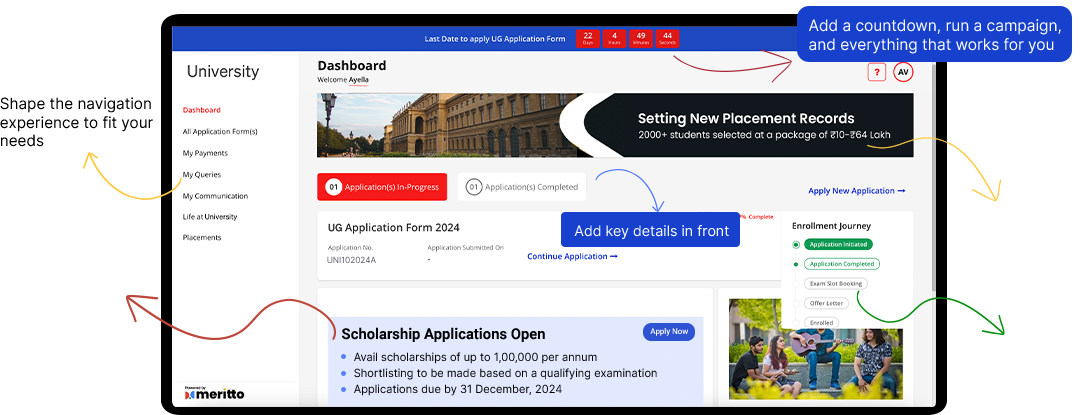 Last Date to apply UG Application Form
22 4 49 44
Days Hours Minutes Seconds
Add a countdown, run a campaign,
and everything that works for you
University
Dashboard
Welcome Ayella
? AV
Shape the navigation
experience to fit your
needs
Dashboard
All Application Form(s)
My Payments
My Queries
My Communication
Life at University
Placements
Setting New Placement Records
2000+ students selected at a package of ₹10-₹64 Lakh
01 Application(s) In-Progress
01 Application(s) Completed
Apply New Application
Add key details in front
UG Application Form 2024
% Complete
Application No.
Application Submitted On
UNI102024A
-
Continue Application
Enrollment Journey
Application Initiated
Application Completed
Exam Slot Booking
Offer Letter
Enrolled
Scholarship Applications Open
Apply Now
Avail scholarships of up to 1,00,000 per annum
Shortlisting to be made based on a qualifying examination
Applications due by 31 December, 2024
Powered by
meritto